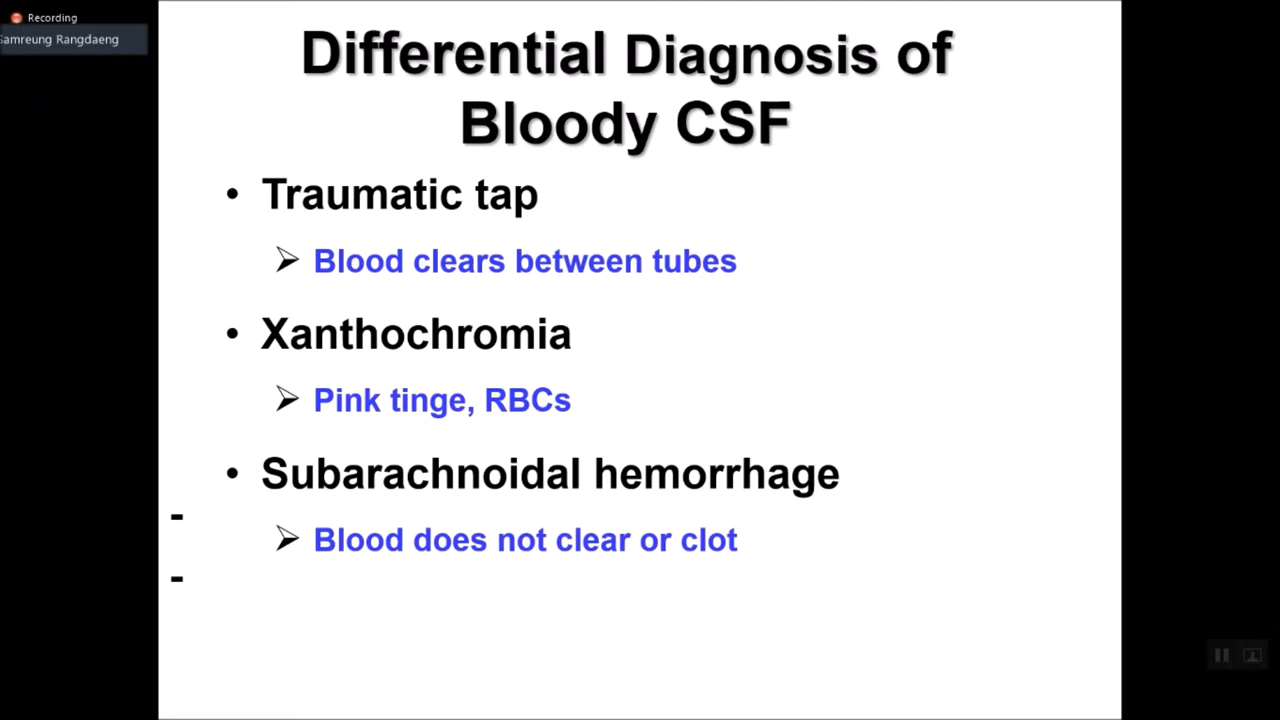 Recording
Samreung Rangdaeng
Differential Diagnosis of
Bloody CSF
• Traumatic tap
➢ Blood clears between tubes
• Xanthochromia
➢ Pink tinge, RBCs
• Subarachnoidal hemorrhage
-
➢ Blood does not clear or clot
-